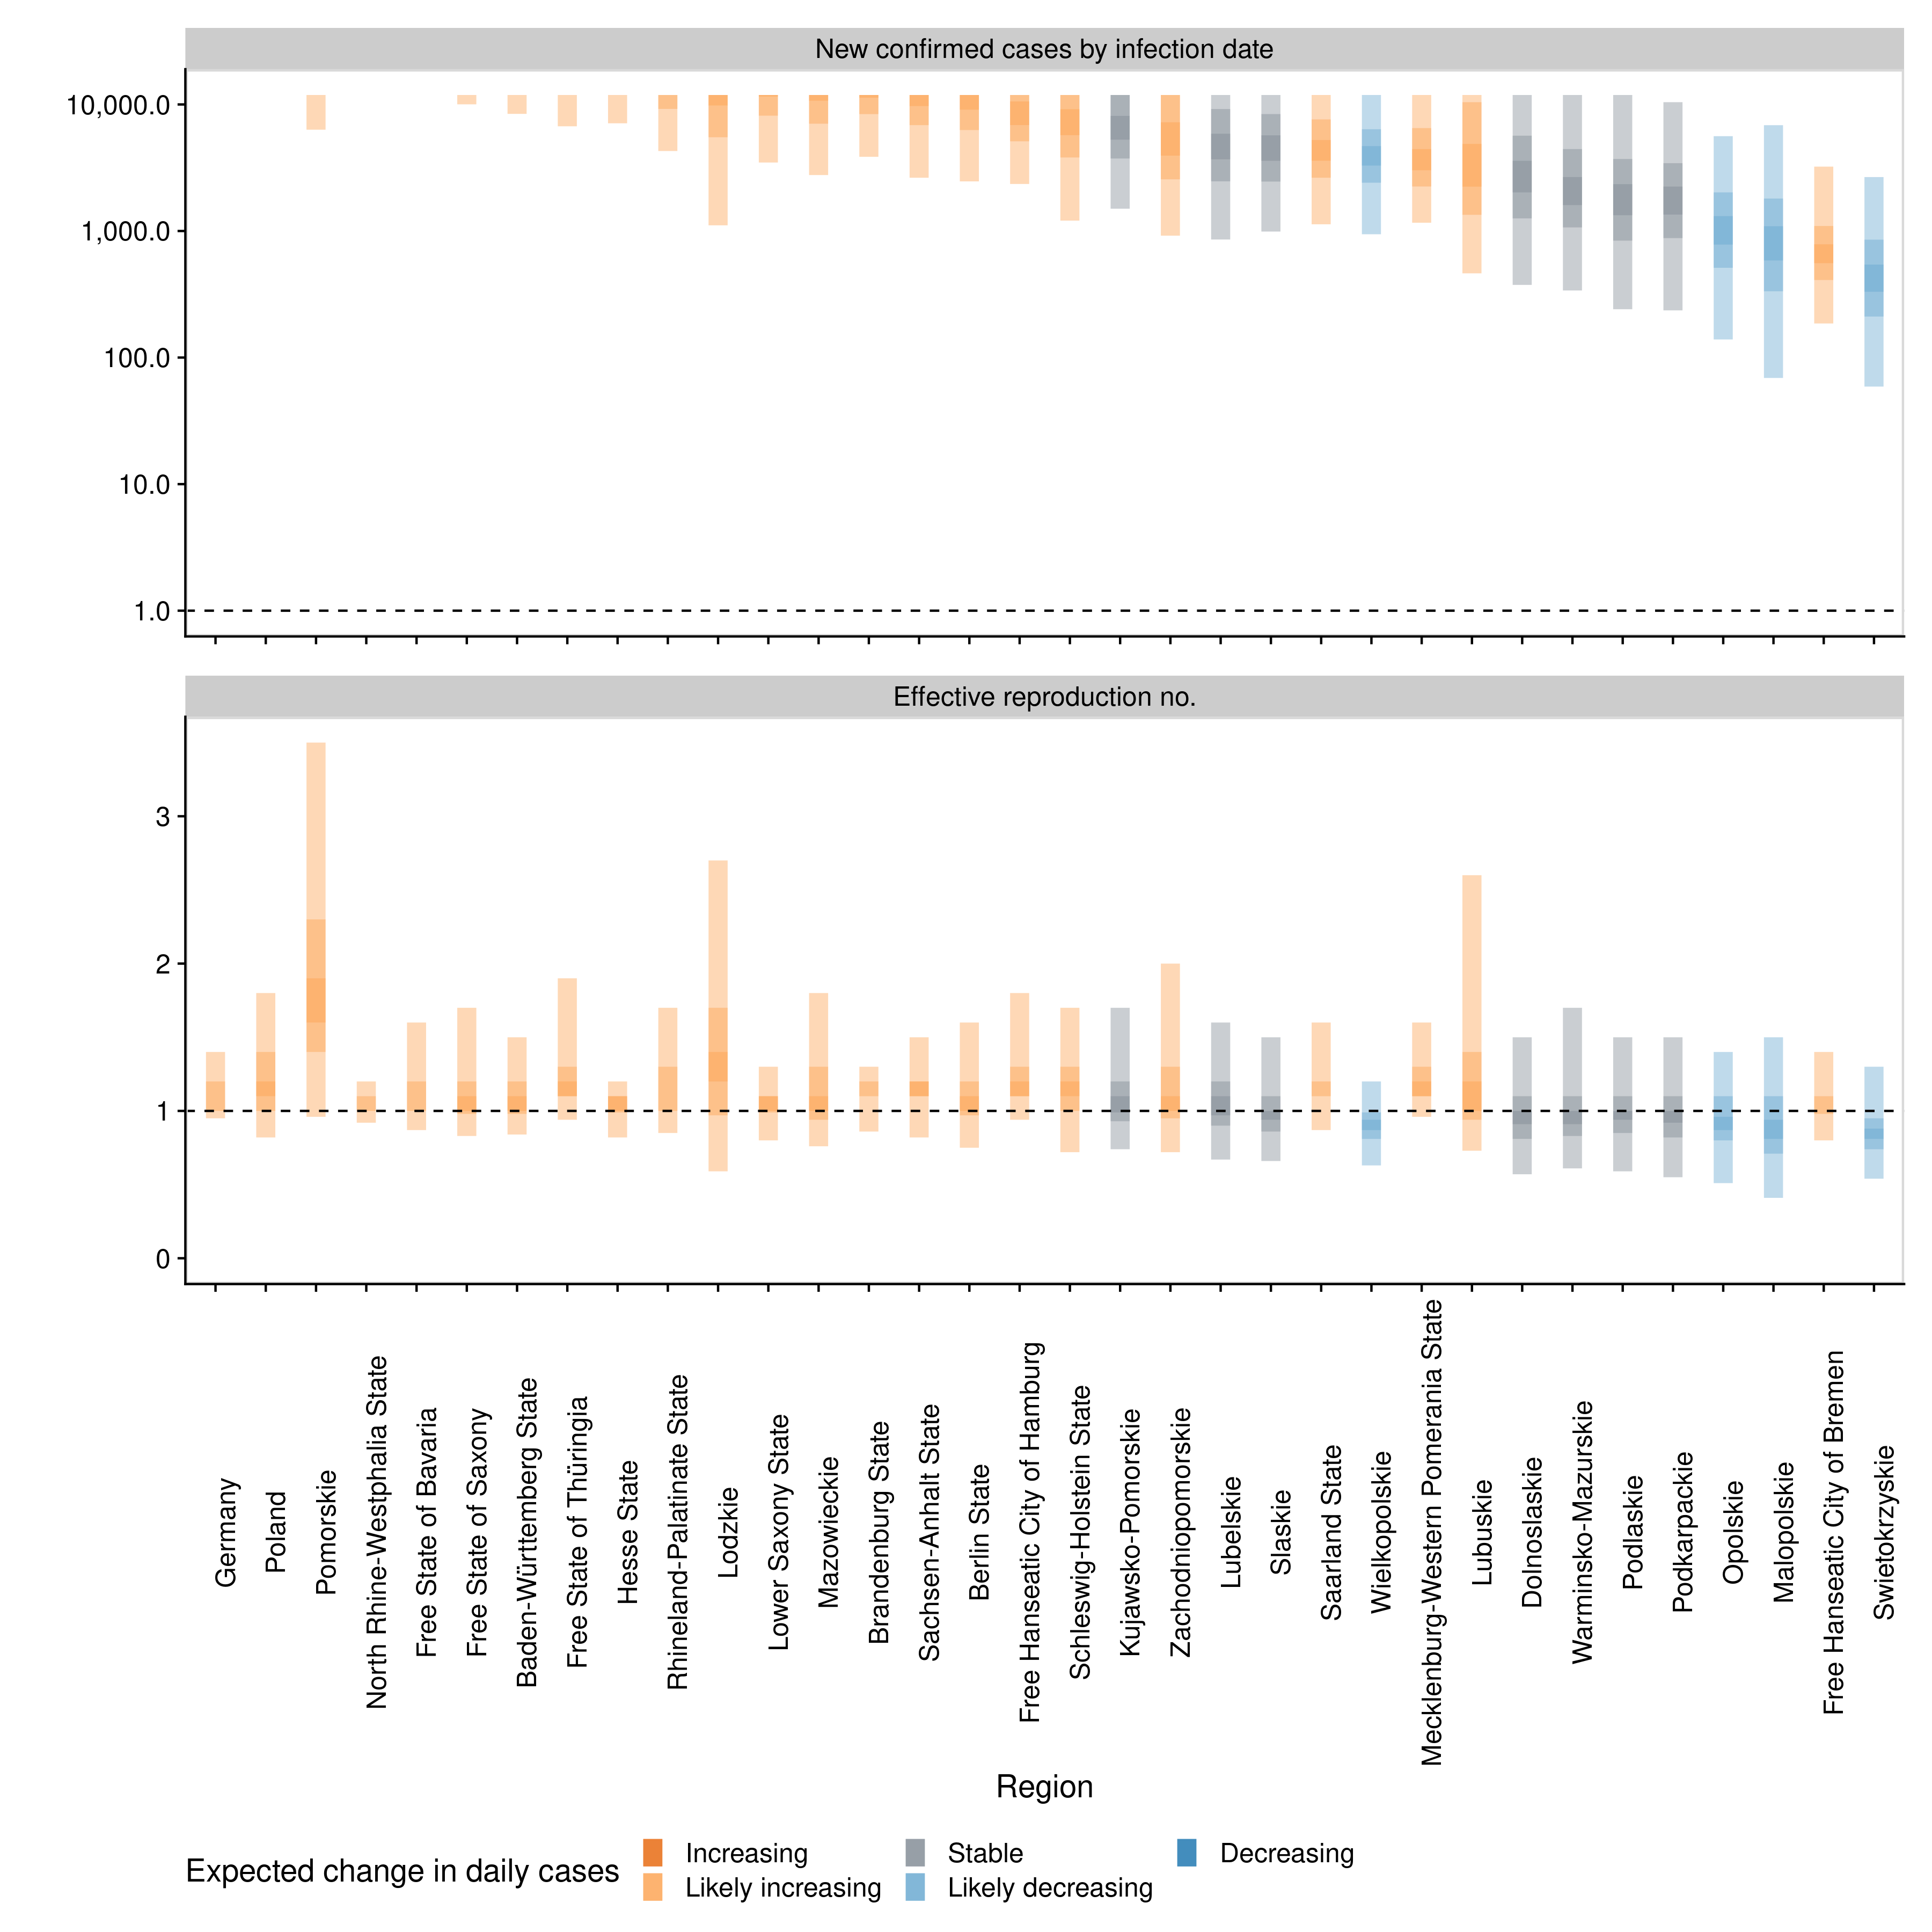 New confirmed cases by infection date
10,000.0
1,000.0
100.0
10.0
1.0
Effective reproduction no.
3
2
1
0
Germany
Poland
Pomorskie
North Rhine-Westphalia State
Free State of Bavaria
Free State of Saxony
Baden-Württemberg State
Free State of Thüringia
Hesse State
Rhineland-Palatinate State
Lodzkie
Lower Saxony State
Mazowieckie
Brandenburg State
Sachsen-Anhalt State
Berlin State
Free Hanseatic City of Hamburg
Schleswig-Holstein State
Kujawsko-Pomorskie
Zachodniopomorskie
Lubelskie
Slaskie
Saarland State
Wielkopolskie
Mecklenburg-Western Pomerania State
Lubuskie
Dolnoslaskie
Warminsko-Mazurskie
Podlaskie
Podkarpackie
Opolskie
Malopolskie
Free Hanseatic City of Bremen
Swietokrzyskie
Region
Expected change in daily cases
Increasing
Likely increasing
Stable
Likely decreasing
Decreasing